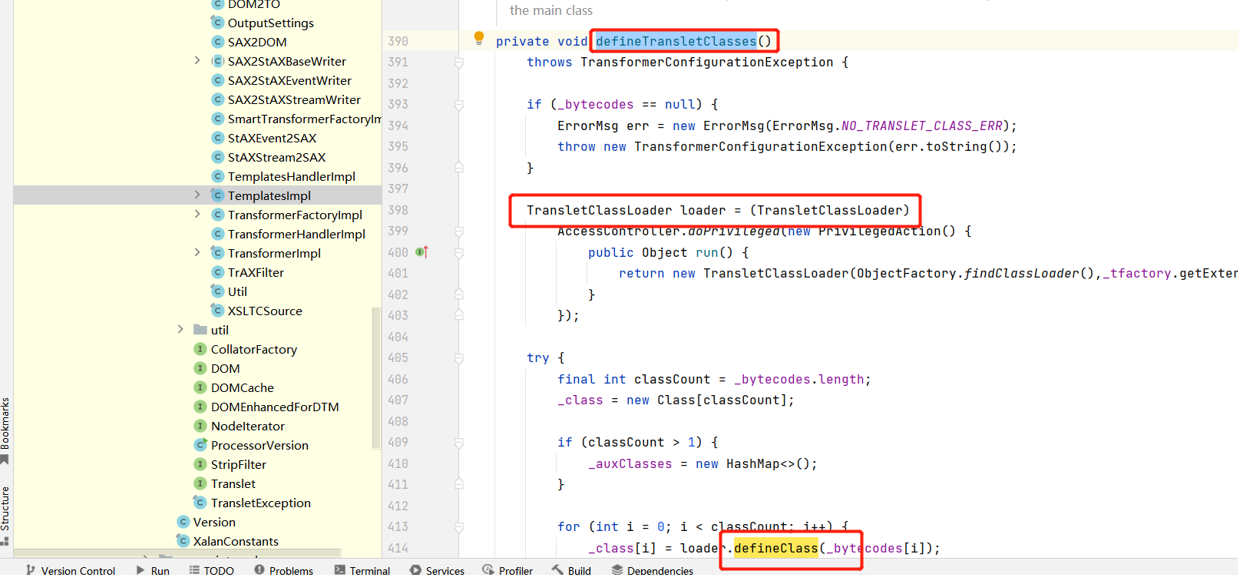 DOM2TO
OutputSettings
SAX2DOM
SAX2StAXBaseWriter
SAX2StAXEventWriter
SAX2StAXStreamWriter
SmartTransformerFactoryIm
StAXEvent2SAX
StAXStream2SAX
TemplatesHandlerImpl
TemplatesImpl
TransformerFactoryImpl
TransformerHandlerImpl
TransformerImpl
TrAXFilter
Util
XSLTCSource
util
CollatorFactory
DOM
DOMCache
DOMEnhancedForDTM
NodeIterator
ProcessorVersion
StripFilter
Translet
TransletException
Version
XalanConstants
Bookmarks
Structure
the main class
390 private void defineTransletClasses()
391 throws TransformerConfigurationException {
392
393 if (_bytecodes == null) {
394 ErrorMsg err = new ErrorMsg(ErrorMsg.NO_TRANSLET_CLASS_ERR);
395 throw new TransformerConfigurationException(err.toString());
396 }
397
398 TransletClassLoader loader = (TransletClassLoader)
399 AccessController.doPrivileged(new PrivilegedAction() {
400 public Object run() {
401 return new TransletClassLoader(ObjectFactory.findClassLoader(),_tfactory.getExter
402 }
403 });
404
405 try {
406 final int classCount = _bytecodes.length;
407 _class = new Class[classCount];
408
409 if (classCount > 1) {
410 _auxClasses = new HashMap<>();
411 }
412
413 for (int i = 0; i < classCount; i++) {
414 _class[i] = loader.defineClass(_bytecodes[i]);
Version Control Run TODO Problems Terminal Services Profiler Build Dependencies